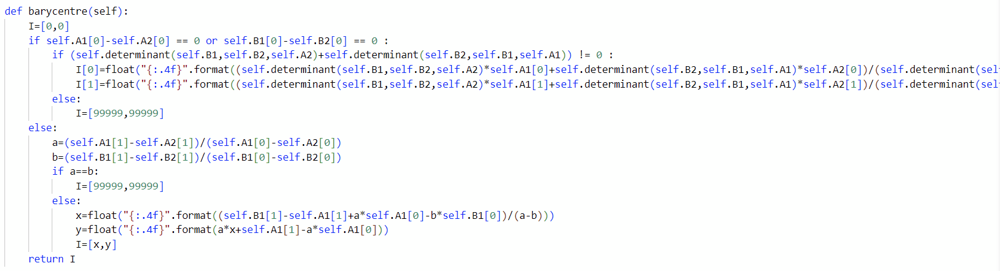 def barycentre(self):
    I=[0,0]
    if self.A1[0]-self.A2[0] == 0 or self.B1[0]-self.B2[0] == 0 :
        if (self.determinant(self.B1,self.B2,self.A2)+self.determinant(self.B2,self.B1,self.A1)) != 0 :
            I[0]=float("{:.4f}".format((self.determinant(self.B1,self.B2,self.A2)*self.A1[0]+self.determinant(self.B2,self.B1,self.A1)*self.A2[0])/(self.determinant(sel
            I[1]=float("{:.4f}".format((self.determinant(self.B1,self.B2,self.A2)*self.A1[1]+self.determinant(self.B2,self.B1,self.A1)*self.A2[1])/(self.determinant(sel
        else:
            I=[99999,99999]
    else:
        a=(self.A1[1]-self.A2[1])/(self.A1[0]-self.A2[0])
        b=(self.B1[1]-self.B2[1])/(self.B1[0]-self.B2[0])
        if a==b:
            I=[99999,99999]
        else:
            x=float("{:.4f}".format((self.B1[1]-self.A1[1]+a*self.A1[0]-b*self.B1[0])/(a-b)))
            y=float("{:.4f}".format(a*x+self.A1[1]-a*self.A1[0]))
            I=[x,y]
    return I